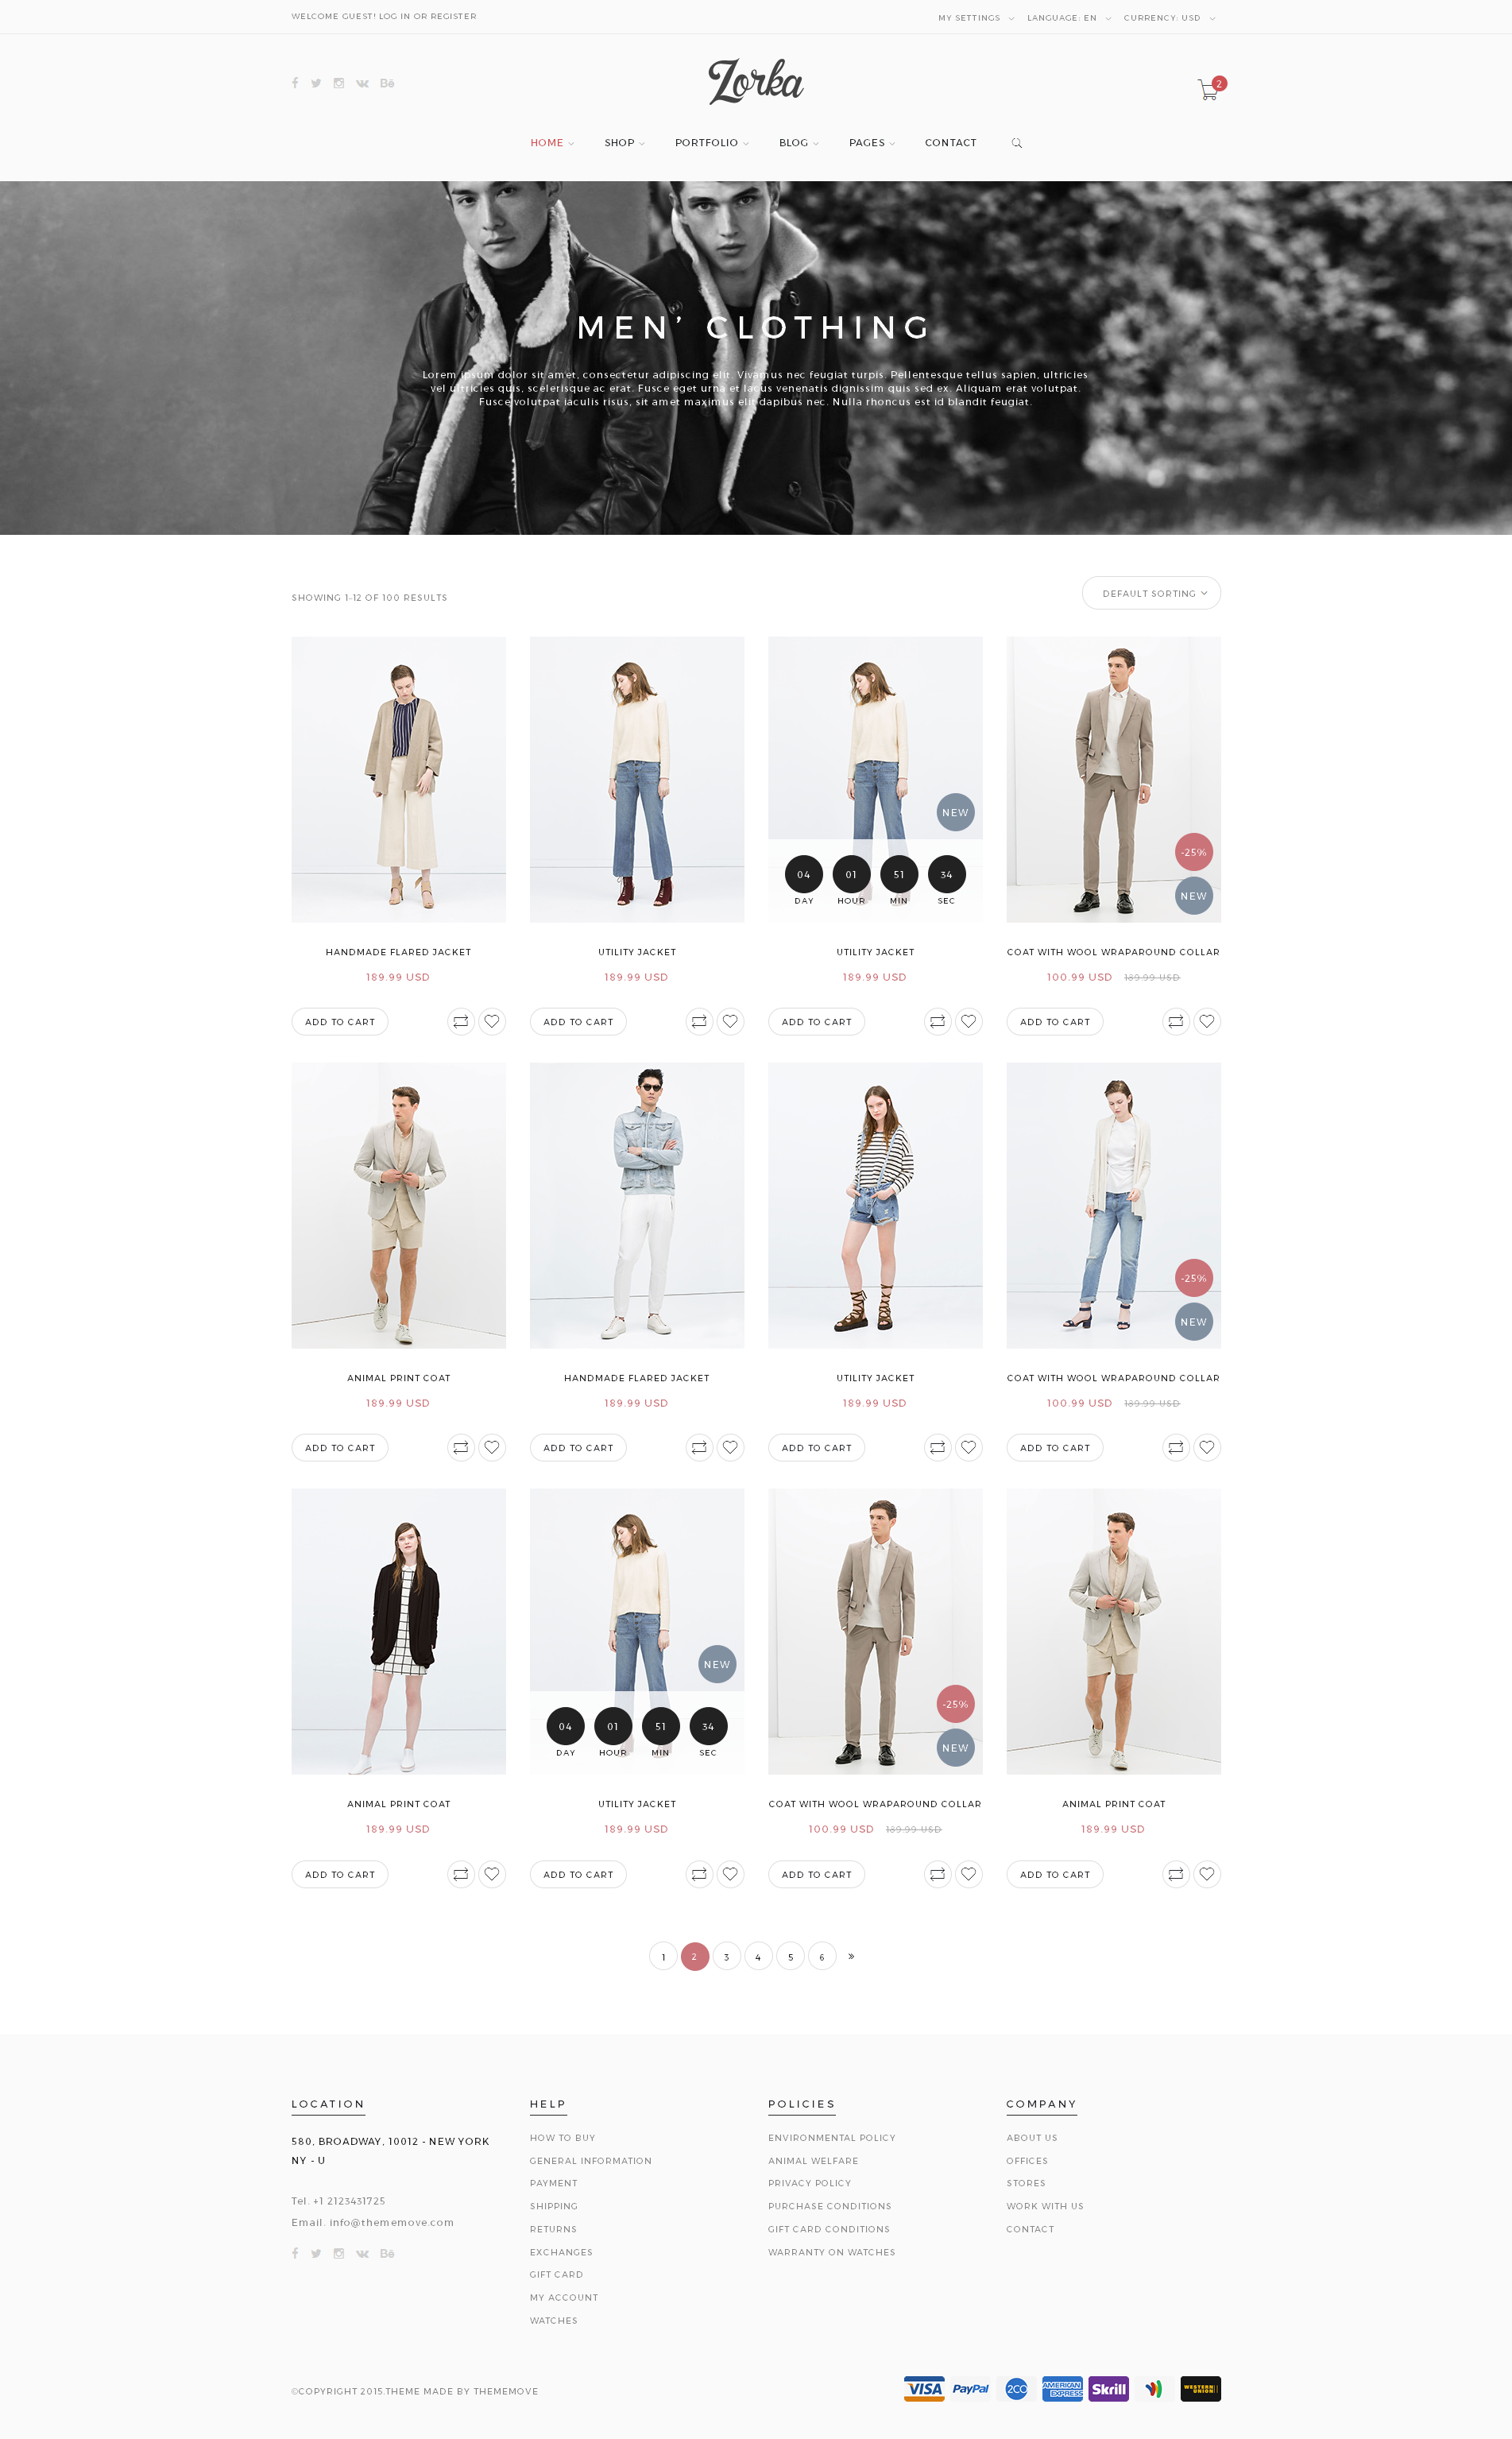 WELCOME GUEST! LOG IN OR REGISTER
MY SETTINGS LANGUAGE: EN CURRENCY: USD
Zorka
2
HOME SHOP PORTFOLIO BLOG PAGES CONTACT
MEN’ CLOTHING
Lorem ipsum dolor sit amet, consectetur adipiscing elit. Vivamus nec feugiat turpis. Pellentesque tellus sapien, ultricies
vel ultricies quis, scelerisque ac erat. Fusce eget urna et lacus venenatis dignissim quis sed ex. Aliquam erat volutpat.
Fusce volutpat iaculis risus, sit amet maximus elit dapibus nec. Nulla rhoncus est id blandit feugiat.
SHOWING 1-12 OF 100 RESULTS
DEFAULT SORTING
NEW
04 01 51 34
DAY HOUR MIN SEC
-25%
NEW
HANDMADE FLARED JACKET
189.99 USD
ADD TO CART
UTILITY JACKET
189.99 USD
ADD TO CART
UTILITY JACKET
189.99 USD
ADD TO CART
COAT WITH WOOL WRAPAROUND COLLAR
100.99 USD 189.99 USD
ADD TO CART
-25%
NEW
ANIMAL PRINT COAT
189.99 USD
ADD TO CART
HANDMADE FLARED JACKET
189.99 USD
ADD TO CART
UTILITY JACKET
189.99 USD
ADD TO CART
COAT WITH WOOL WRAPAROUND COLLAR
100.99 USD 189.99 USD
ADD TO CART
NEW
04 01 51 34
DAY HOUR MIN SEC
-25%
NEW
ANIMAL PRINT COAT
189.99 USD
ADD TO CART
UTILITY JACKET
189.99 USD
ADD TO CART
COAT WITH WOOL WRAPAROUND COLLAR
100.99 USD 189.99 USD
ADD TO CART
ANIMAL PRINT COAT
189.99 USD
ADD TO CART
1 2 3 4 5 6 »
LOCATION
580, BROADWAY, 10012 - NEW YORK
NY - U
Tel. +1 2123431725
Email. info@thememove.com
HELP
HOW TO BUY
GENERAL INFORMATION
PAYMENT
SHIPPING
RETURNS
EXCHANGES
GIFT CARD
MY ACCOUNT
WATCHES
POLICIES
ENVIRONMENTAL POLICY
ANIMAL WELFARE
PRIVACY POLICY
PURCHASE CONDITIONS
GIFT CARD CONDITIONS
WARRANTY ON WATCHES
COMPANY
ABOUT US
OFFICES
STORES
WORK WITH US
CONTACT
©COPYRIGHT 2015.THEME MADE BY THEMEMOVE
VISA PayPal 2CO AMERICAN EXPRESS Skrill WESTERN UNION